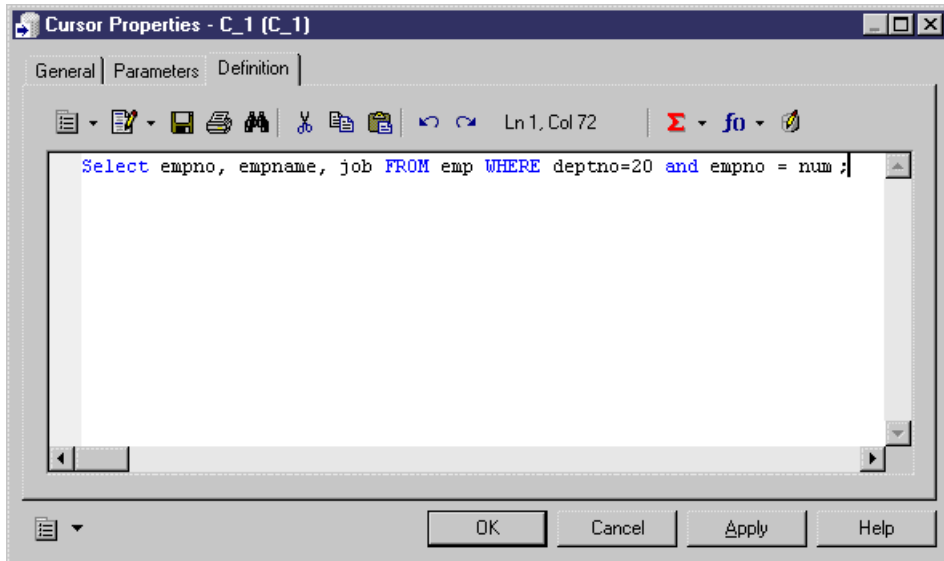 Cursor Properties - C_1 (C_1)
General Parameters Definition
Ln 1, Col 72 Σ f()
Select empno, empname, job FROM emp WHERE deptno=20 and empno = num ;
OK Cancel Apply Help